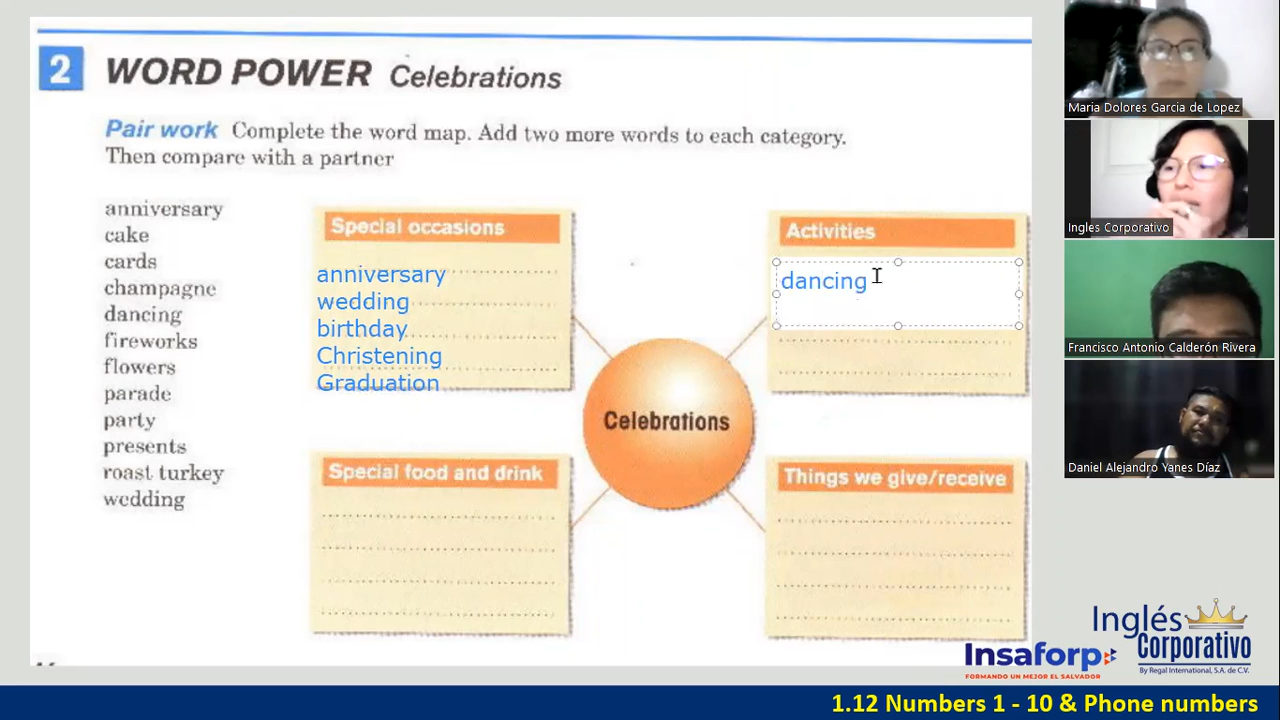 2 WORD POWER Celebrations
Pair work Complete the word map. Add two more words to each category.
Then compare with a partner
anniversary
cake
cards
champagne
dancing
fireworks
flowers
parade
party
presents
roast turkey
wedding
Special occasions
anniversary
wedding
birthday
Christening
Graduation
Activities
dancing
Celebrations
Special food and drink
Things we give/receive
Maria Dolores Garcia de Lopez
Ingles Corporativo
Francisco Antonio Calderón Rivera
Daniel Alejandro Yanes Díaz
Insaforp
FORMANDO UN MEJOR EL SALVADOR
Inglés
Corporativo
By Regal International, S.A. de C.V.
1.12 Numbers 1 - 10 & Phone numbers